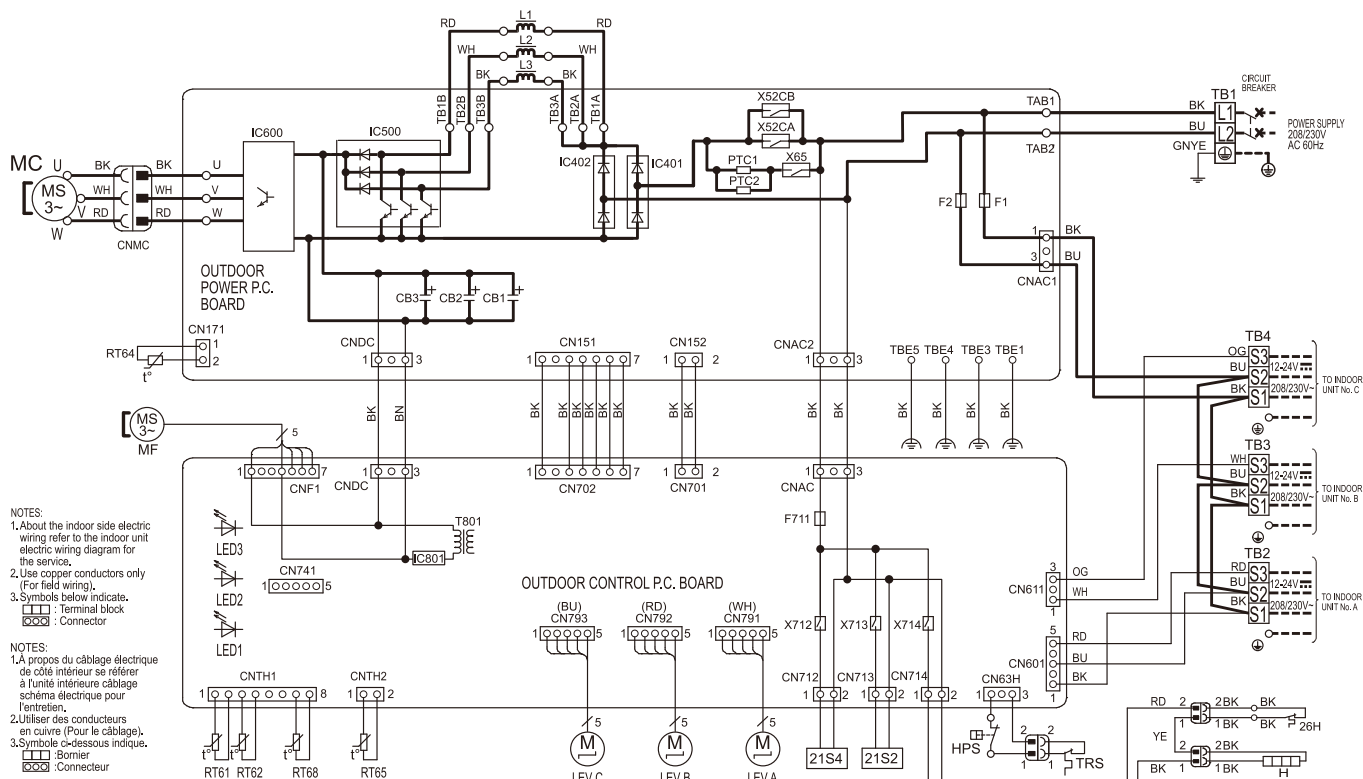 L1
RD RD
L2
WH WH
L3
BK BK
TB1B
TB2B
TB3B
TB3A
TB2A
TB1A
X52CB
X52CA
PTC1
PTC2
X65
TAB1
TAB2
TB1
CIRCUIT
BREAKER
BK
L1
BU
L2
GNYE
POWER SUPPLY
208/230V
AC 60Hz
IC600
IC500
IC402
IC401
MC
U
V
W
MS
3~
BK BK U
WH WH V
RD RD W
CNMC
F2
F1
1
3
BK
BU
CNAC1
OUTDOOR
POWER P.C.
BOARD
CB3
+
CB2
+
CB1
+
CN171
1
2
RT64
t°
CNDC
1 3
CN151
1 7
CN152
1 2
CNAC2
1 3
TBE5
TBE4
TBE3
TBE1
BK
BN
BK
BK
BK
BK
BK
BK
BK
BK
BK
BK
BK
BK
BK
BK
TB4
OG
S3
BU
S2
BK
S1
12-24V
208/230V~
TO INDOOR
UNIT No. C
TB3
WH
S3
BU
S2
BK
S1
12-24V
208/230V~
TO INDOOR
UNIT No. B
TB2
RD
S3
BU
S2
BK
S1
12-24V
208/230V~
TO INDOOR
UNIT No. A
MS
3~
MF
5
1 7
CNF1
1 3
CNDC
1 7
CN702
1 2
CN701
1 3
CNAC
LED3
LED2
LED1
T801
IC801
CN741
1 5
F711
OUTDOOR CONTROL P.C. BOARD
(BU)
CN793
1 5
(RD)
CN792
1 5
(WH)
CN791
1 5
X712
X713
X714
CN712
1 2
CN713
1 2
CN714
1 2
3
CN611
1
OG
WH
5
CN601
1
RD
BU
BK
CN63H
1 3
CNTH1
1 8
CNTH2
1 2
t°
t°
t°
t°
RT61
RT62
RT68
RT65
5
M
LEV C
5
M
LEV B
5
M
LEV A
21S4
21S2
HPS
2 2
1 1
TRS
RD 2 2BK BK
1 1BK BK
26H
YE
2 2BK
BK 1 1BK
H
NOTES:
1. About the indoor side electric
wiring refer to the indoor unit
electric wiring diagram for
the service.
2. Use copper conductors only
(For field wiring).
3. Symbols below indicate.
: Terminal block
: Connector
NOTES:
1. À propos du câblage électrique
de côté intérieur se référer
à l'unité intérieure câblage
schéma électrique pour
l'entretien.
2. Utiliser des conducteurs
en cuivre (Pour le câblage).
3. Symbole ci-dessous indique.
:Bornier
:Connecteur